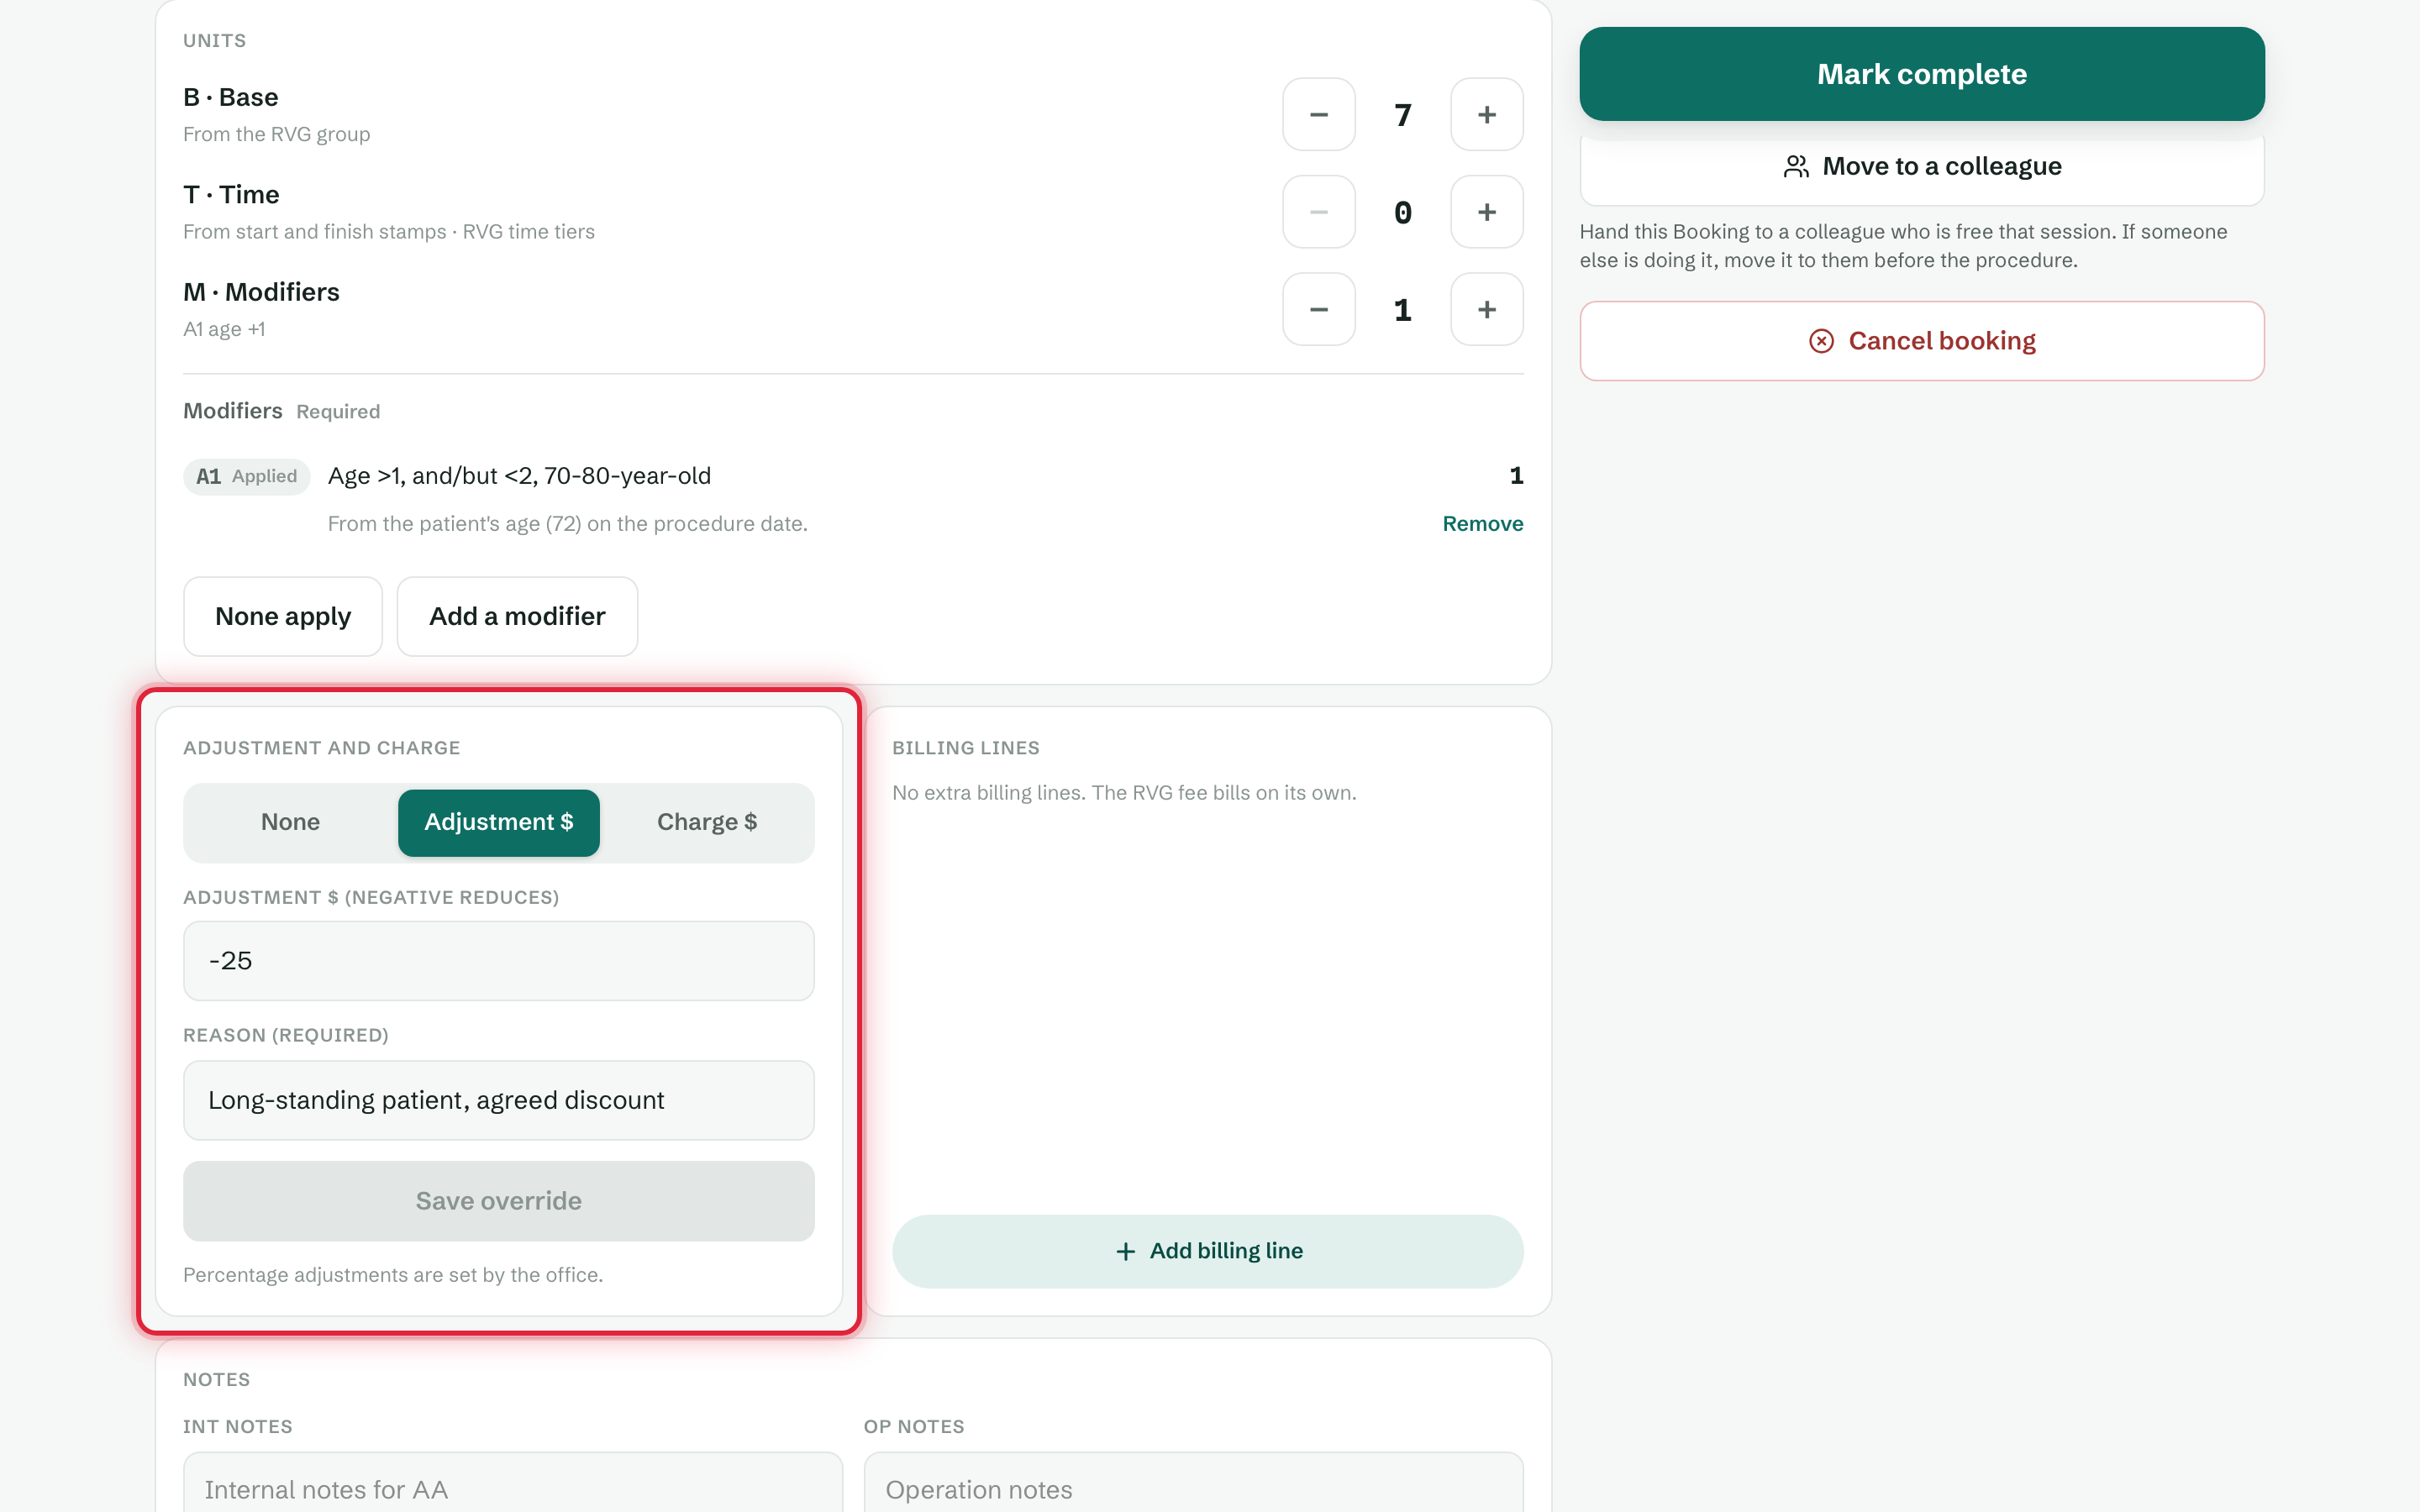 UNITS
B · Base
From the RVG group
− 7 +
T · Time
From start and finish stamps · RVG time tiers
− 0 +
M · Modifiers
A1 age +1
− 1 +
Modifiers Required
A1 Applied Age >1, and/but <2, 70-80-year-old 1
From the patient's age (72) on the procedure date. Remove
None apply Add a modifier
ADJUSTMENT AND CHARGE
None Adjustment $ Charge $
ADJUSTMENT $ (NEGATIVE REDUCES)
-25
REASON (REQUIRED)
Long-standing patient, agreed discount
Save override
Percentage adjustments are set by the office.
BILLING LINES
No extra billing lines. The RVG fee bills on its own.
+ Add billing line
NOTES
INT NOTES
Internal notes for AA
OP NOTES
Operation notes
Mark complete
Move to a colleague
Hand this Booking to a colleague who is free that session. If someone
else is doing it, move it to them before the procedure.
Cancel booking